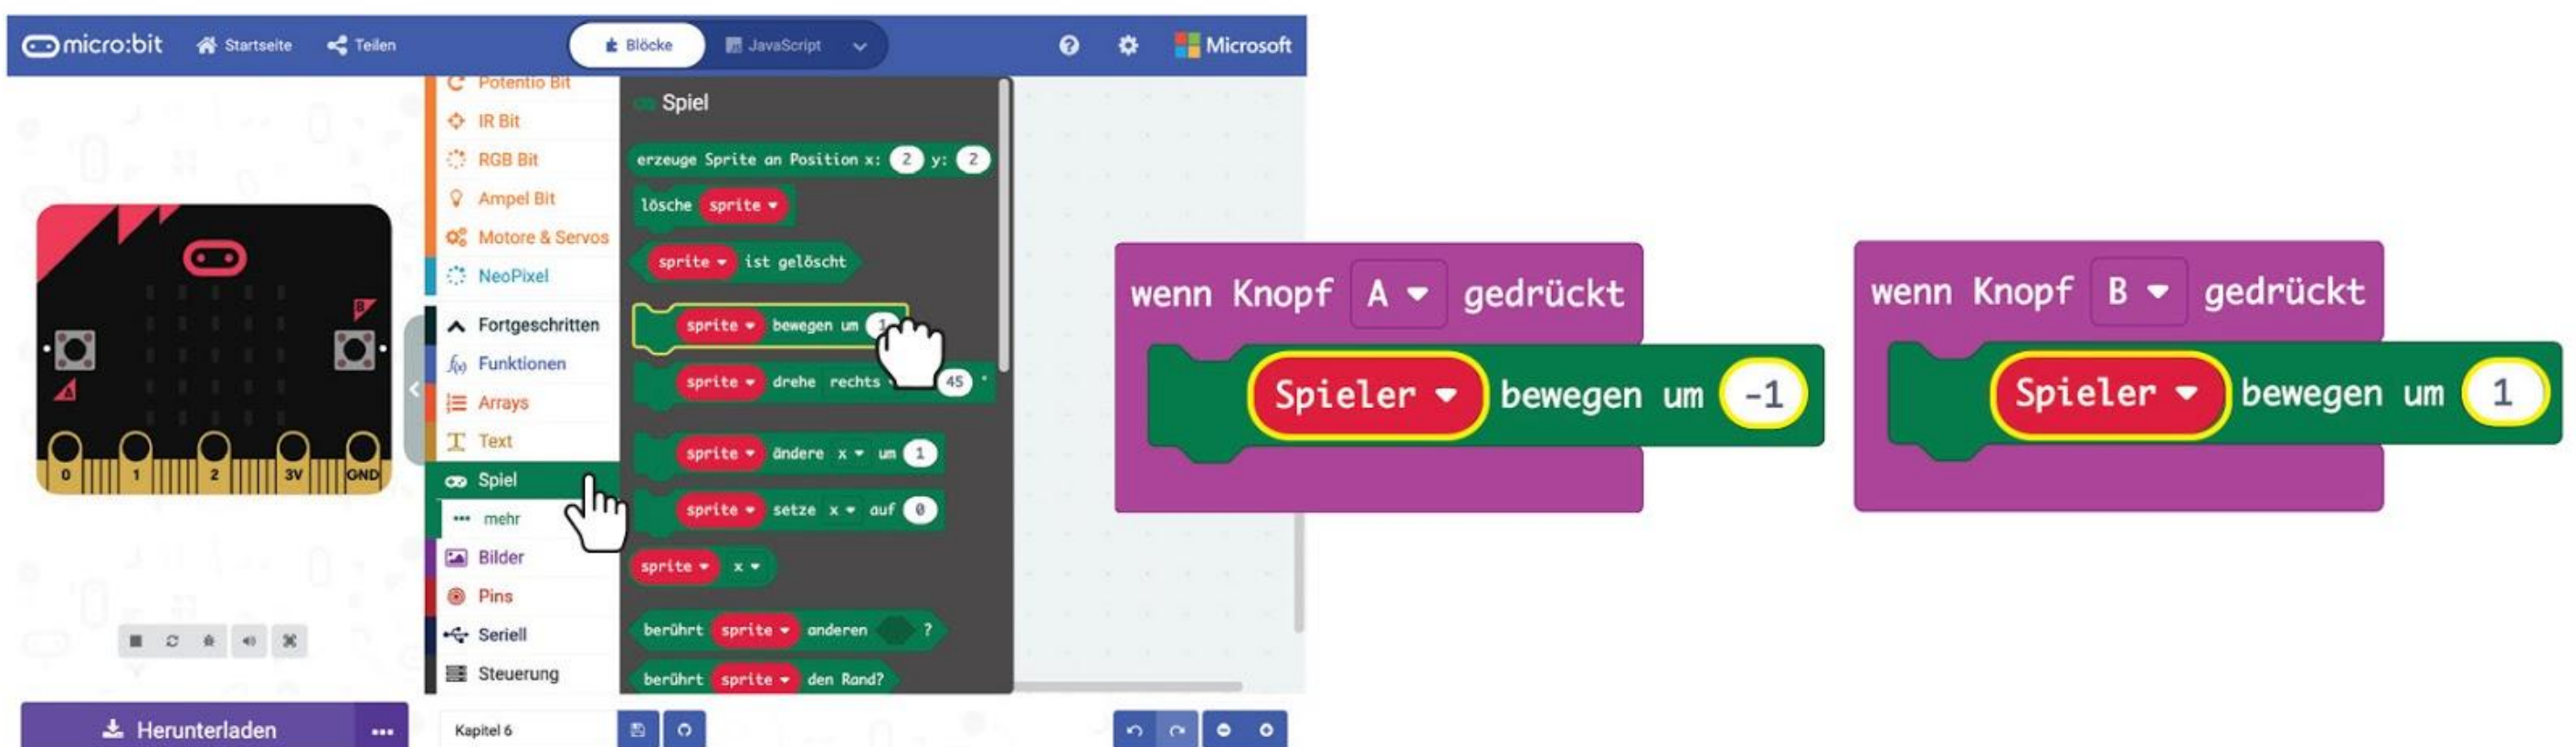 micro:bit Startseite Teilen Blöcke JavaScript Microsoft
Potentio Bit
IR Bit
RGB Bit
Ampel Bit
Motore & Servos
NeoPixel
Fortgeschritten
Funktionen
Arrays
Text
Spiel
mehr
Bilder
Pins
Seriell
Steuerung
Spiel
erzeuge Sprite an Position x: 2 y: 2
lösche sprite
sprite ist gelöscht
sprite bewegen um 1
sprite drehe rechts 45 °
sprite ändere x um 1
sprite setze x auf 0
sprite x
berührt sprite anderen ?
berührt sprite den Rand?
B
A
0 1 2 3V GND
Herunterladen
Kapitel 6
wenn Knopf A gedrückt
Spieler bewegen um -1
wenn Knopf B gedrückt
Spieler bewegen um 1